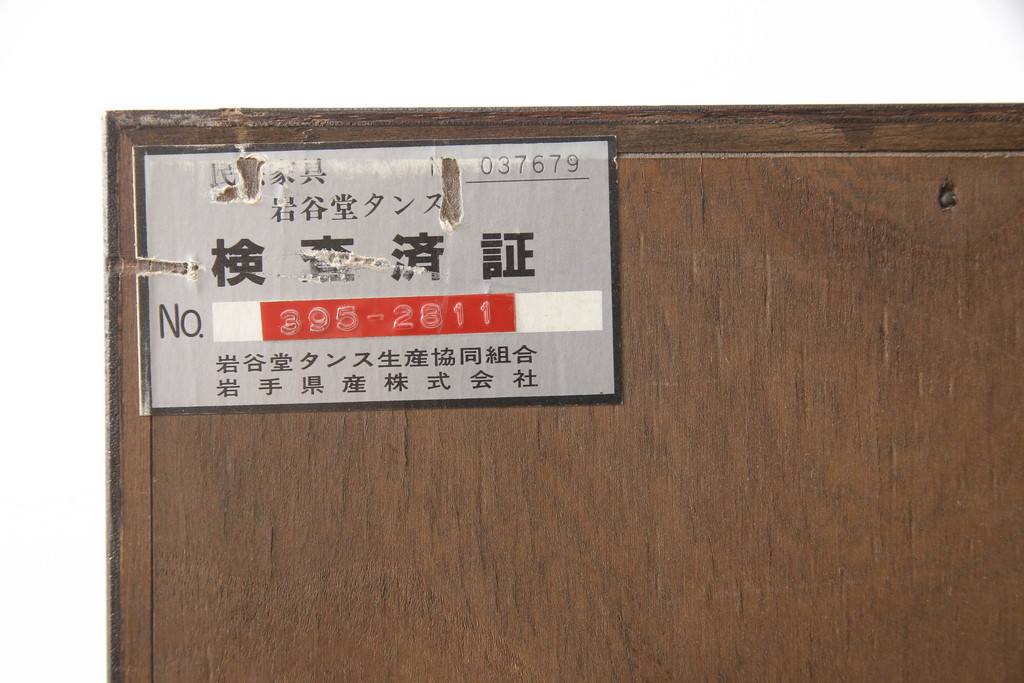 民 家具 037679
岩谷堂タンス
検査済証
No. 395-2811
岩谷堂タンス生産協同組合
岩手県産株式会社